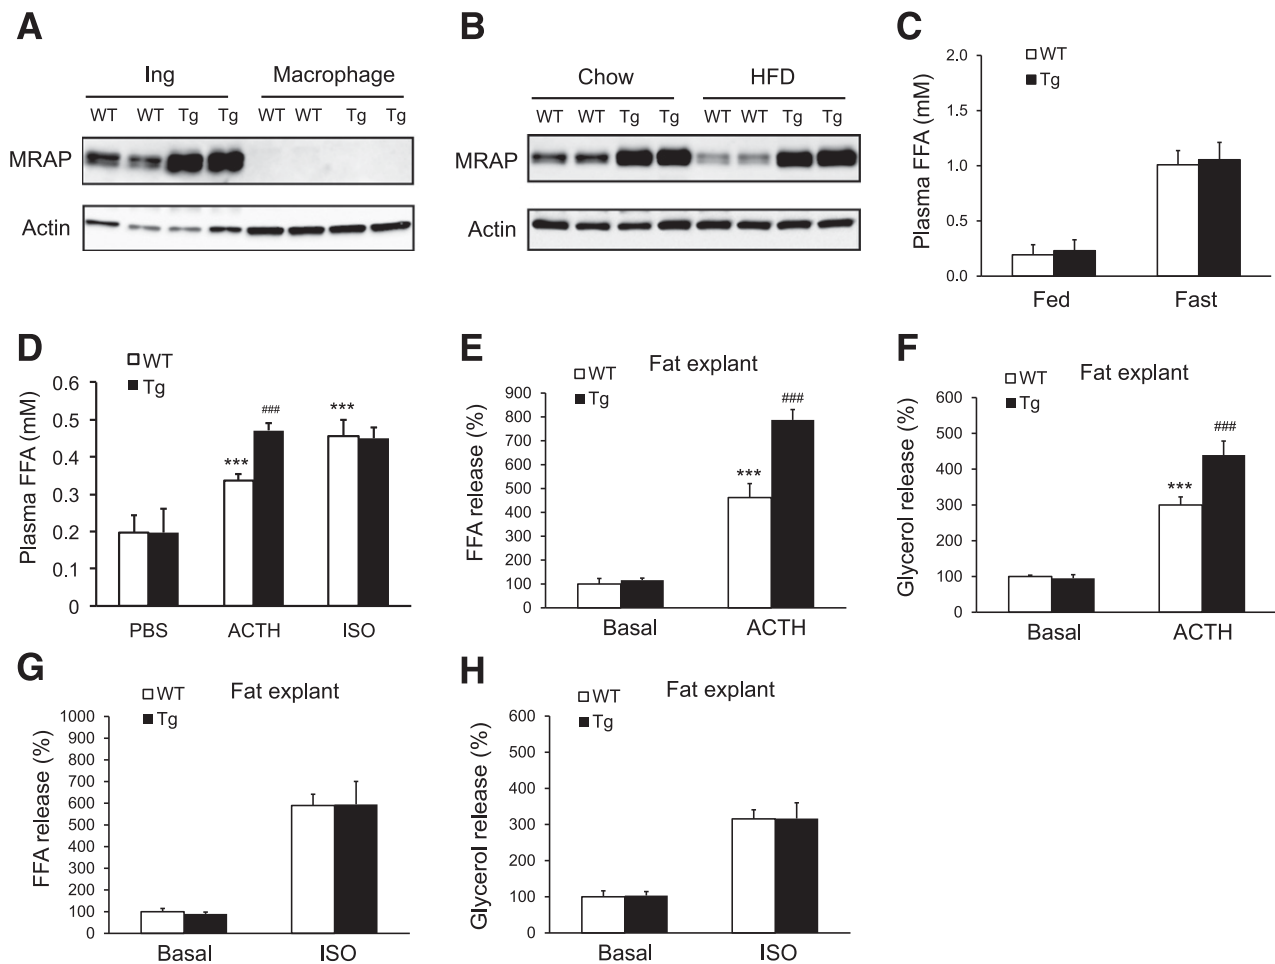 A
Ing Macrophage
WT WT Tg Tg WT WT Tg Tg
MRAP
Actin
B
Chow HFD
WT WT Tg Tg WT WT Tg Tg
MRAP
Actin
C
WT
Tg
Plasma FFA (mM)
2.0
1.5
1.0
0.5
0.0
Fed Fast
D
WT
Tg
Plasma FFA (mM)
0.6
0.5
0.4
0.3
0.2
0.1
0
***
###
***
PBS ACTH ISO
E
Fat explant
WT
Tg
FFA release (%)
900
800
700
600
500
400
300
200
100
0
***
###
Basal ACTH
F
Fat explant
WT
Tg
Glycerol release (%)
600
500
400
300
200
100
0
***
###
Basal ACTH
G
Fat explant
WT
Tg
FFA release (%)
1000
900
800
700
600
500
400
300
200
100
0
Basal ISO
H
Fat explant
WT
Tg
Glycerol release (%)
600
500
400
300
200
100
0
Basal ISO